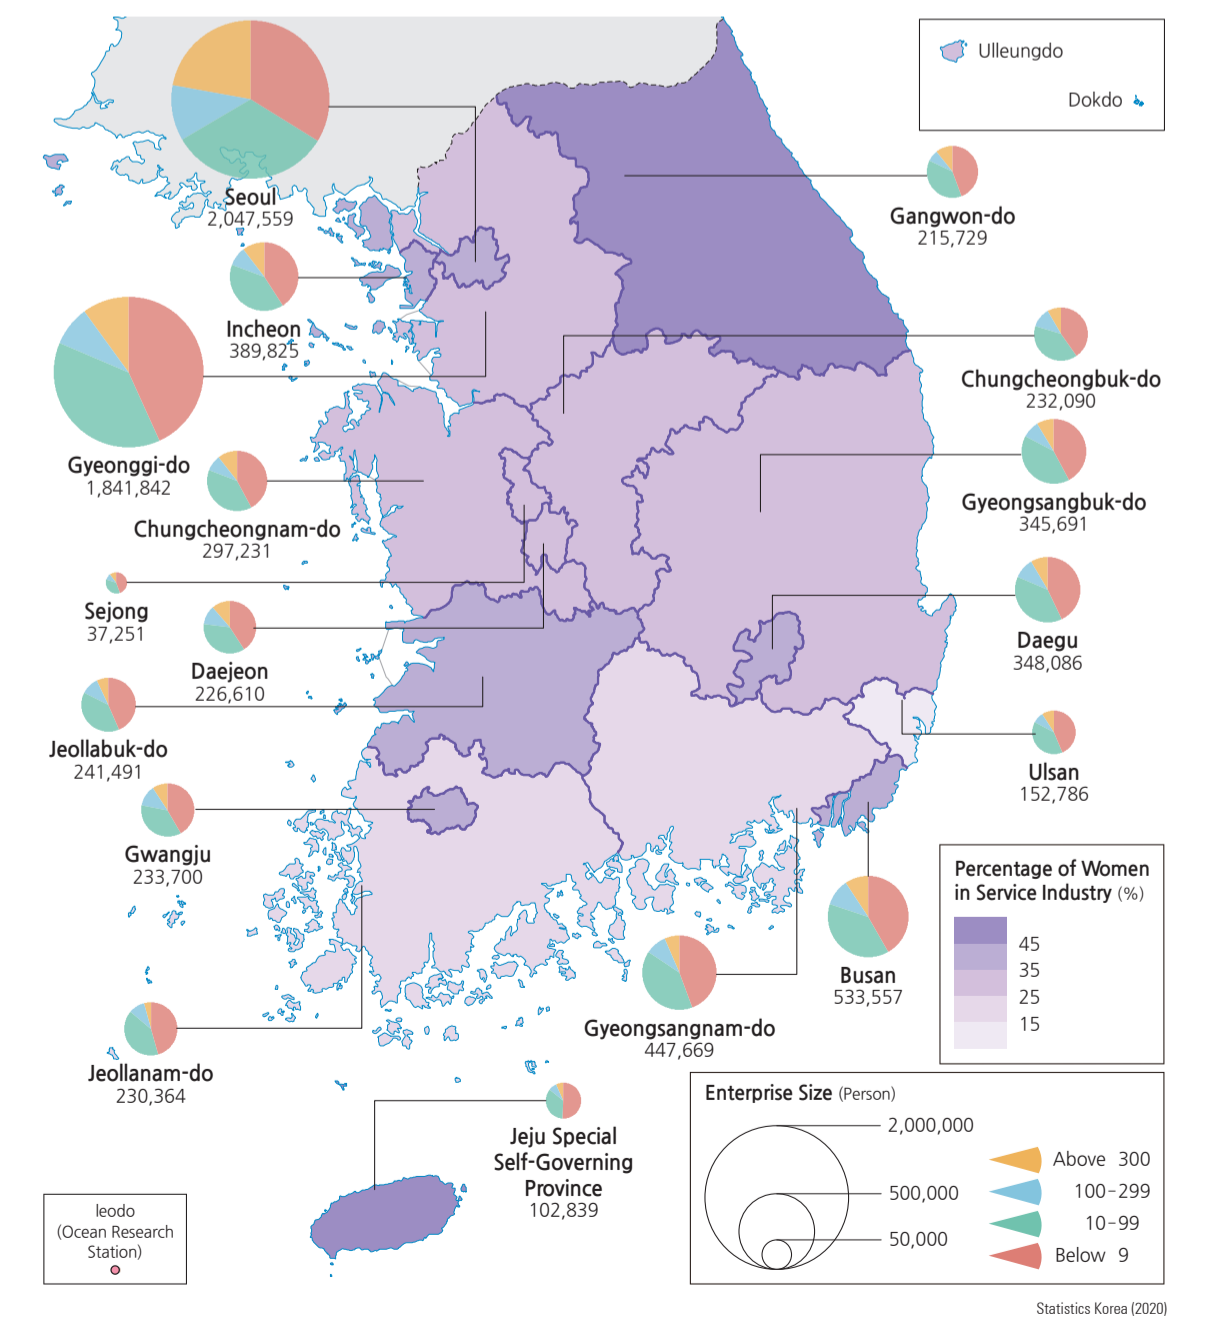 Ulleungdo
Dokdo
Seoul
2,047,559
Gangwon-do
215,729
Incheon
389,825
Chungcheongbuk-do
232,090
Gyeonggi-do
1,841,842
Gyeongsangbuk-do
345,691
Chungcheongnam-do
297,231
Sejong
37,251
Daegu
348,086
Daejeon
226,610
Jeollabuk-do
241,491
Ulsan
152,786
Gwangju
233,700
Percentage of Women
in Service Industry (%)
45
35
25
15
Busan
533,557
Gyeongsangnam-do
447,669
Jeollanam-do
230,364
Jeju Special
Self-Governing
Province
102,839
Enterprise Size (Person)
2,000,000
500,000
50,000
Above 300
100-299
10-99
Below 9
Ieodo
(Ocean Research
Station)
Statistics Korea (2020)